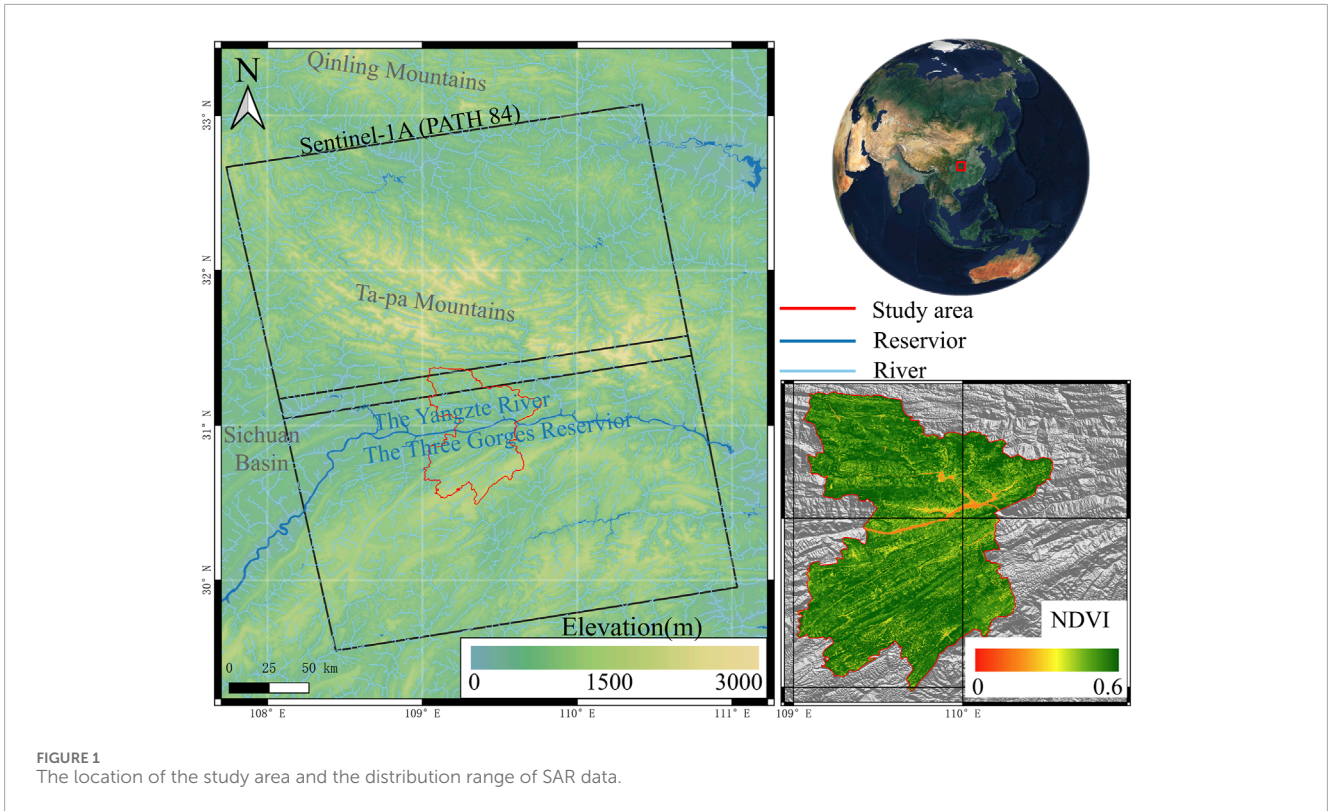 N
Qinling Mountains
Sentinel-1A (PATH 84)
Ta-pa Mountains
The Yangzte River
The Three Gorges Reservior
Sichuan
Basin
33° N
32° N
31° N
30° N
Elevation(m)
0 1500 3000
0 25 50 km
108° E 109° E 110° E 111° E
Study area
Reservior
River
NDVI
0 0.6
109° E 110° E
FIGURE 1
The location of the study area and the distribution range of SAR data.